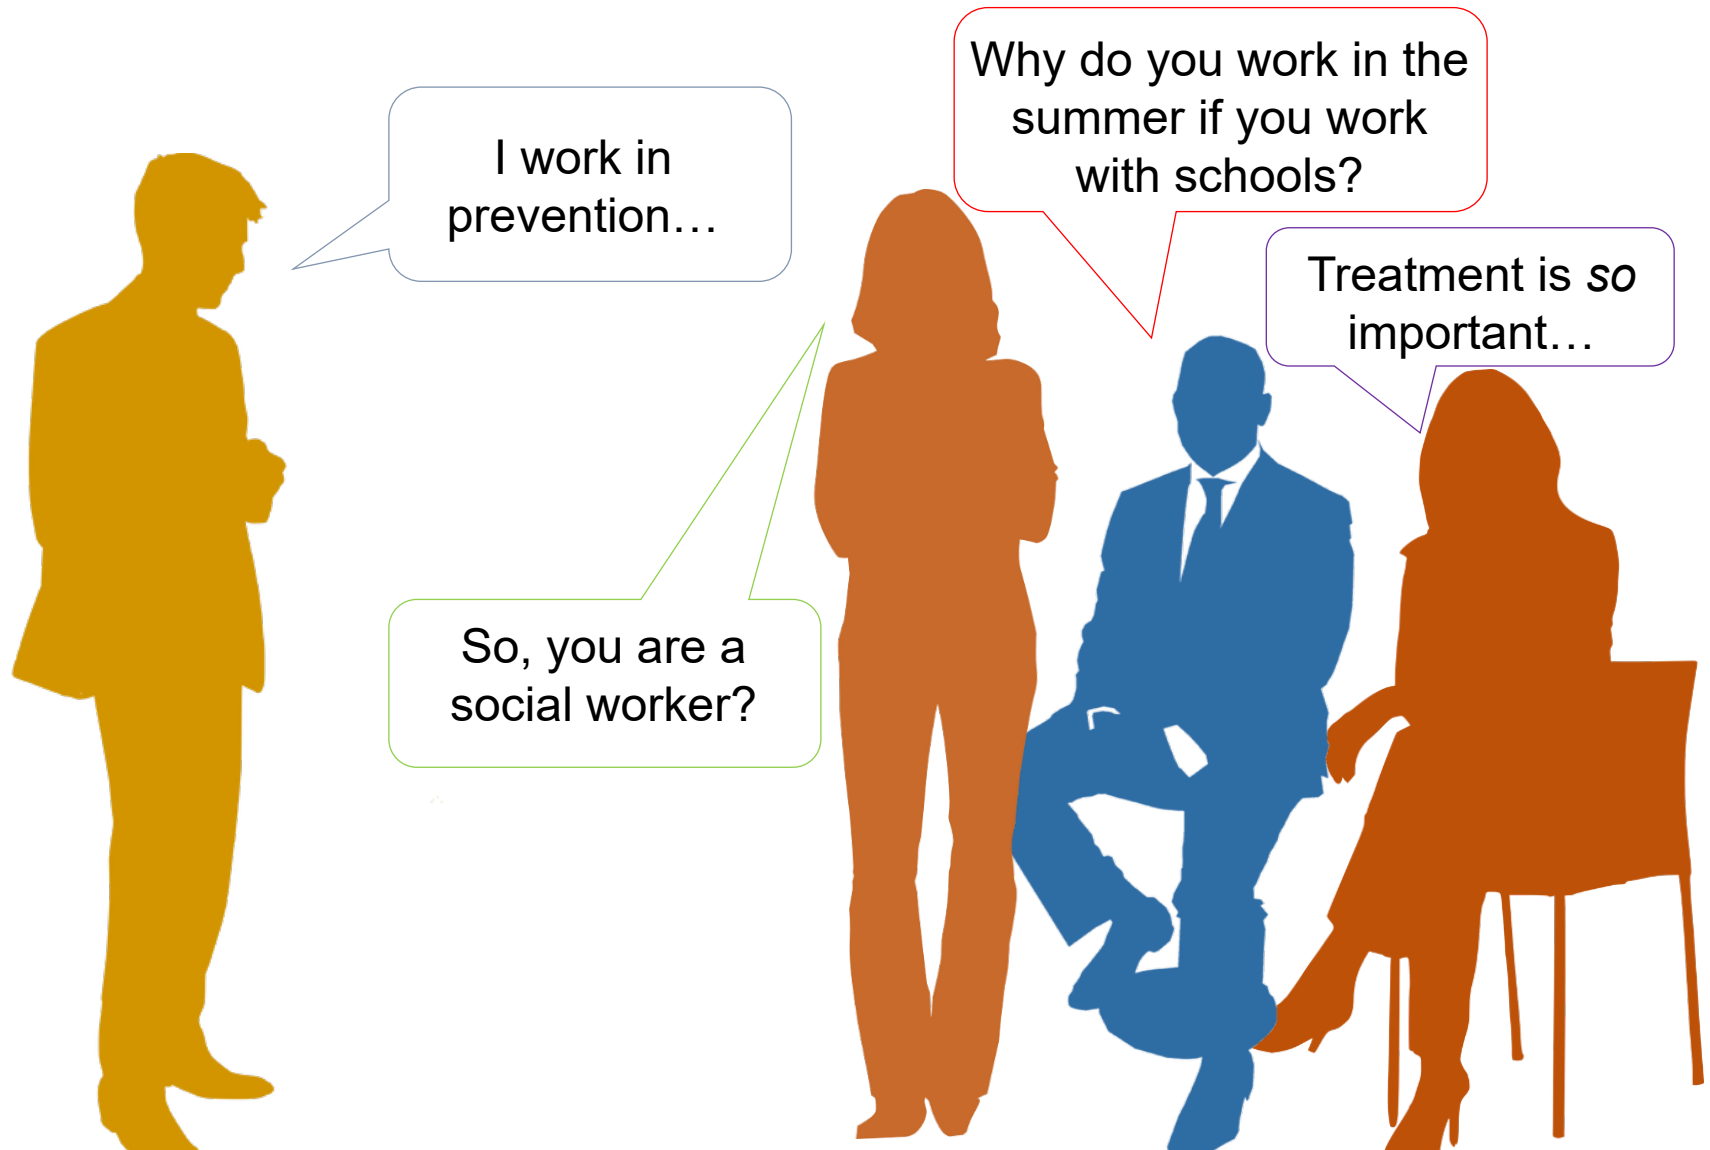 I work in
prevention…
Why do you work in the
summer if you work
with schools?
Treatment is so
important…
So, you are a
social worker?